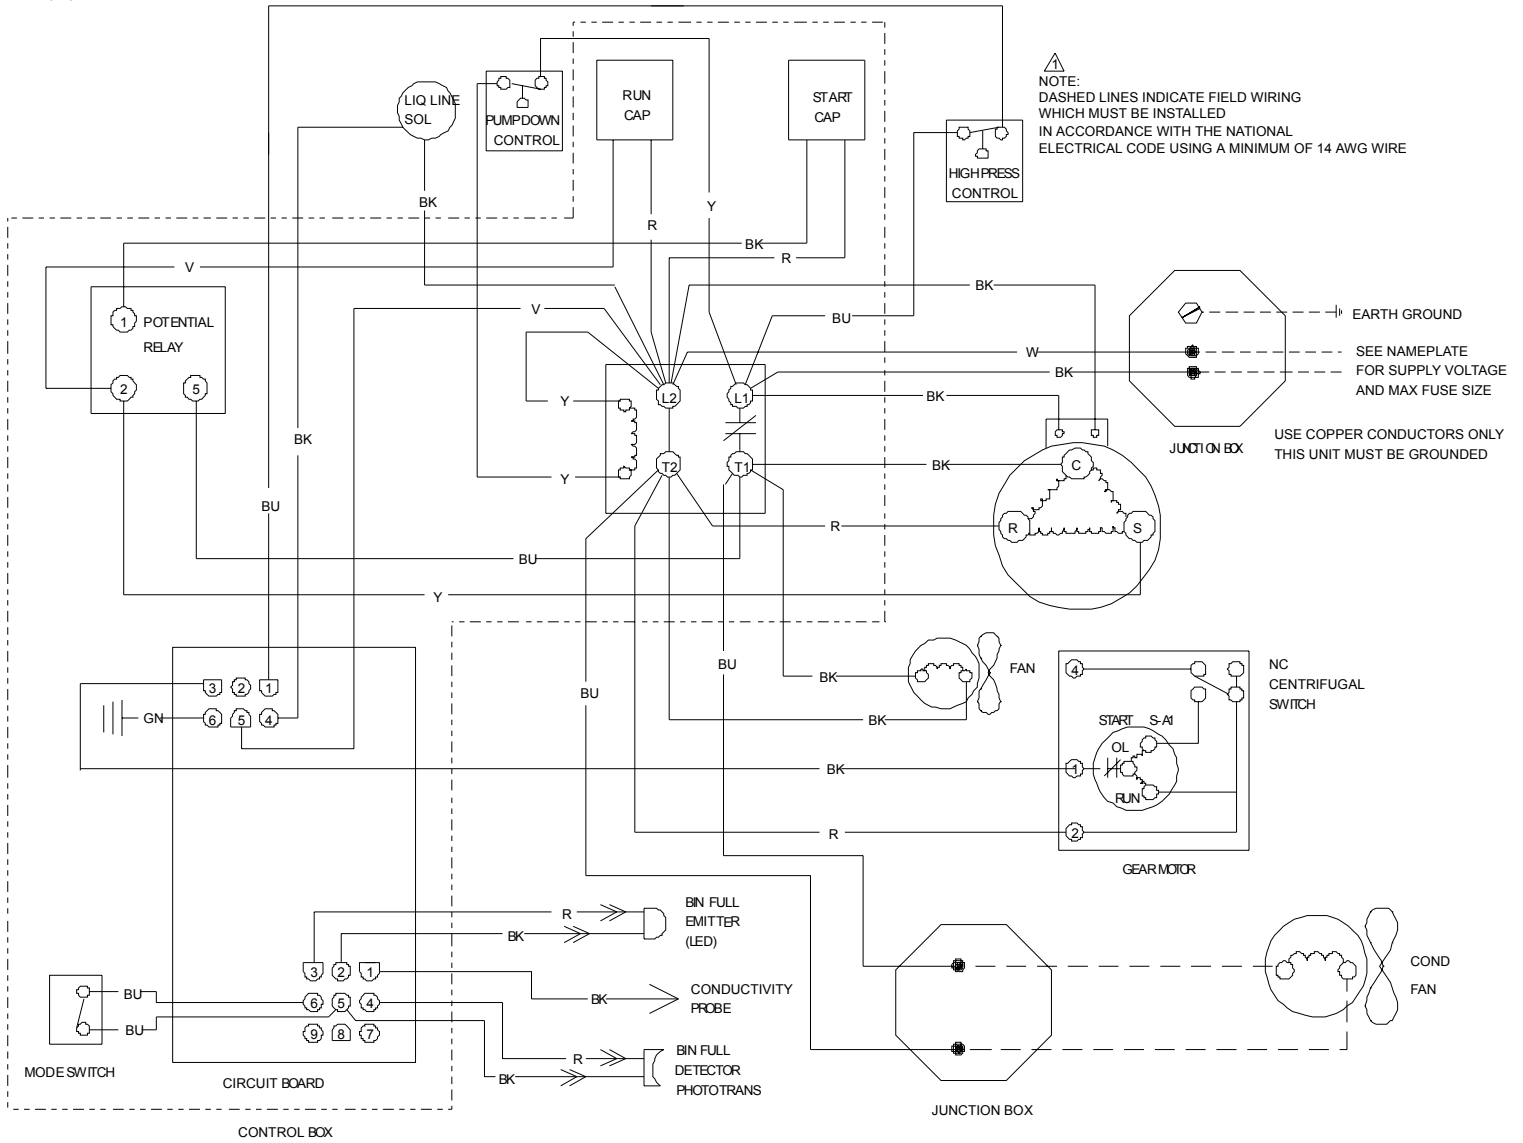 1
NOTE:
DASHED LINES INDICATE FIELD WIRING
WHICH MUST BE INSTALLED
IN ACCORDANCE WITH THE NATIONAL
ELECTRICAL CODE USING A MINIMUM OF 14 AWG WIRE
LIQ LINE
SOL
PUMPDOWN
CONTROL
RUN
CAP
START
CAP
HIGH PRESS
CONTROL
BK
R
Y
BK
R
V
V
BK
BU
W
BK
BK
EARTH GROUND
SEE NAMEPLATE
FOR SUPPLY VOLTAGE
AND MAX FUSE SIZE
JUNCTION BOX
USE COPPER CONDUCTORS ONLY
THIS UNIT MUST BE GROUNDED
1
POTENTIAL
RELAY
2
5
Y
Y
L2
L1
T2
T1
BK
C
R
S
R
BK
BU
BU
Y
BU
BU
BK
BK
FAN
4
NC
CENTRIFUGAL
SWITCH
START S-A1
OL
1
RUN
2
GEAR MOTOR
3 2 1
6 5 4
GN
BK
R
R
BK
BIN FULL
EMITTER
(LED)
3 2 1
6 5 4
9 8 7
BU
BU
MODE SWITCH
BK
CONDUCTIVITY
PROBE
R
BK
BIN FULL
DETECTOR
PHOTOTRANS
CIRCUIT BOARD
CONTROL BOX
JUNCTION BOX
COND
FAN